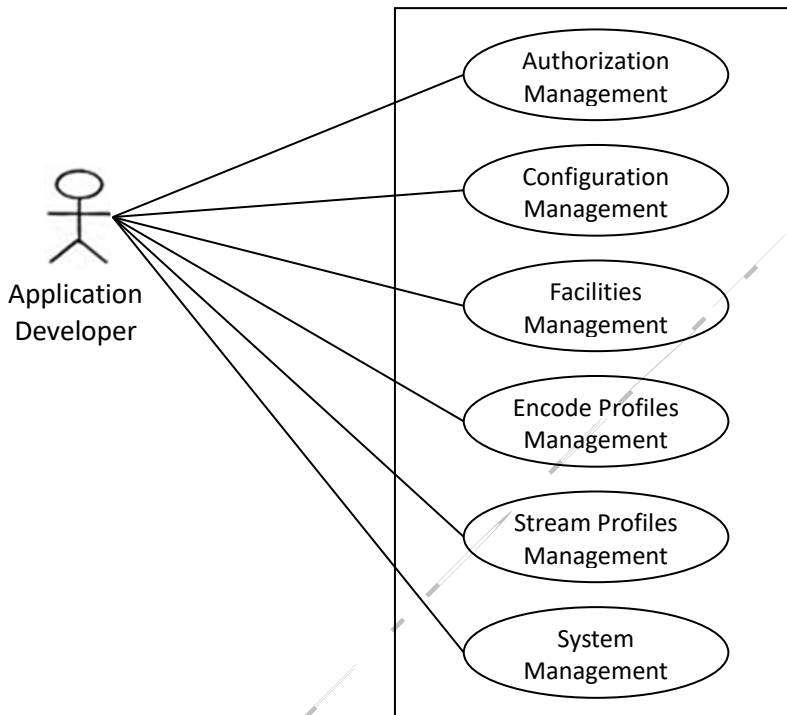 Authorization
Management
Configuration
Management
Facilities
Management
Application
Developer
Encode Profiles
Management
Stream Profiles
Management
System
Management